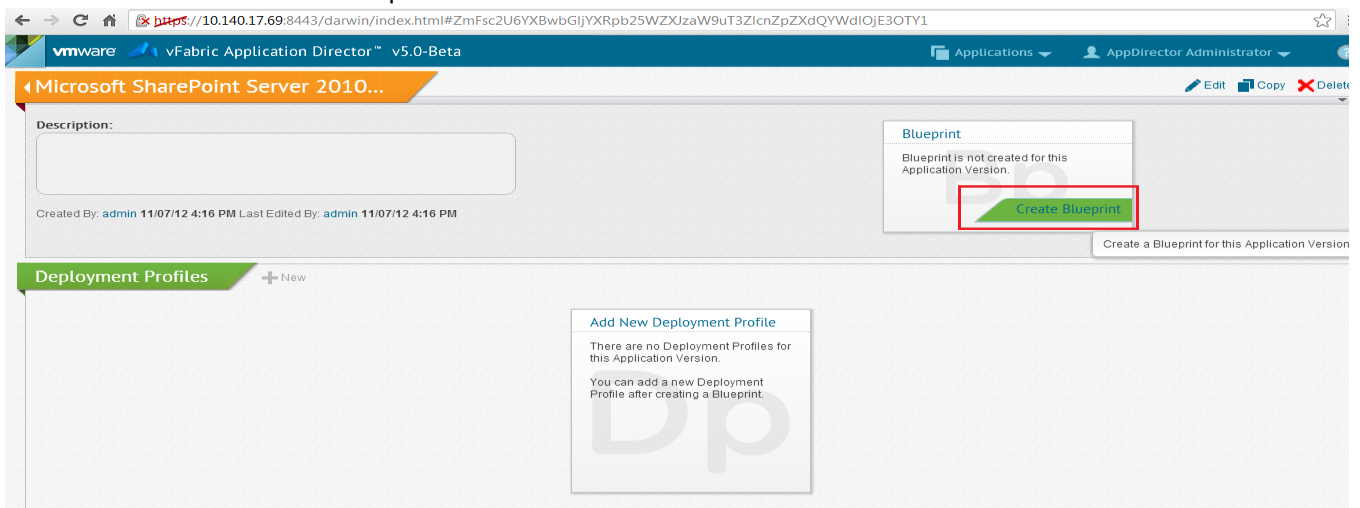 https://10.140.17.69:8443/darwin/index.html#ZmFsc2U6YXBwbGljYXRpb25WZXJzaW9uT3ZlcnZpZXdQYWdlOjE3OTY1
vmware vFabric Application Director™ v5.0-Beta
Applications
AppDirector Administrator
?
Microsoft SharePoint Server 2010...
Edit Copy Delete
Description:
Created By: admin 11/07/12 4:16 PM Last Edited By: admin 11/07/12 4:16 PM
Blueprint
Blueprint is not created for this
Application Version.
Dp
Create Blueprint
Create a Blueprint for this Application Version
Deployment Profiles
New
Add New Deployment Profile
There are no Deployment Profiles for
this Application Version.
You can add a new Deployment
Profile after creating a Blueprint.
Dp